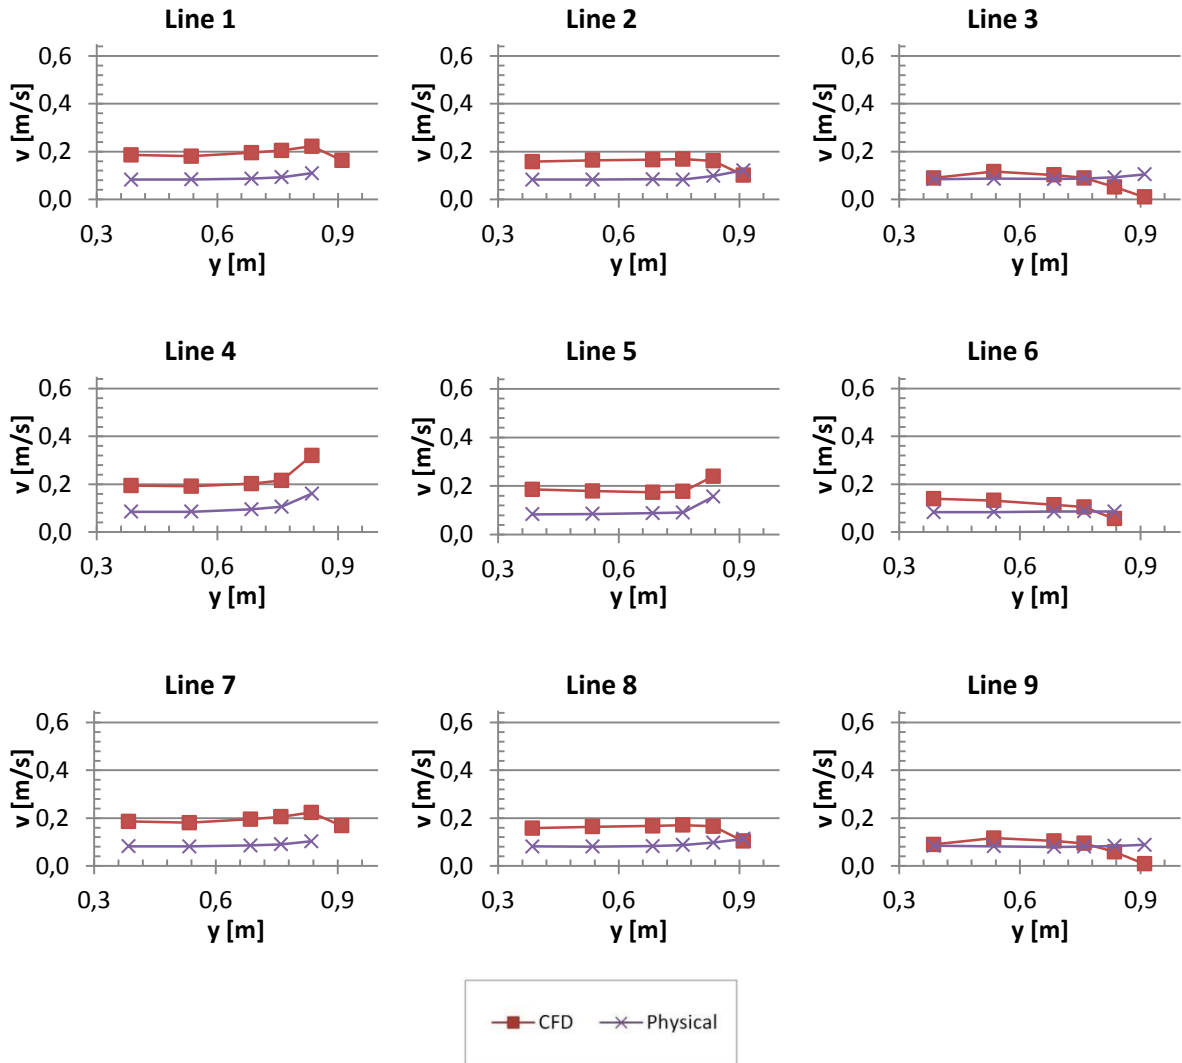 Line 1
0,6
0,4
0,2
0,0
v [m/s]
0,3 0,6 0,9
y [m]
Line 2
0,6
0,4
0,2
0,0
v [m/s]
0,3 0,6 0,9
y [m]
Line 3
0,6
0,4
0,2
0,0
v [m/s]
0,3 0,6 0,9
y [m]
Line 4
0,6
0,4
0,2
0,0
v [m/s]
0,3 0,6 0,9
y [m]
Line 5
0,6
0,4
0,2
0,0
v [m/s]
0,3 0,6 0,9
y [m]
Line 6
0,6
0,4
0,2
0,0
v [m/s]
0,3 0,6 0,9
y [m]
Line 7
0,6
0,4
0,2
0,0
v [m/s]
0,3 0,6 0,9
y [m]
Line 8
0,6
0,4
0,2
0,0
v [m/s]
0,3 0,6 0,9
y [m]
Line 9
0,6
0,4
0,2
0,0
v [m/s]
0,3 0,6 0,9
y [m]
CFD Physical